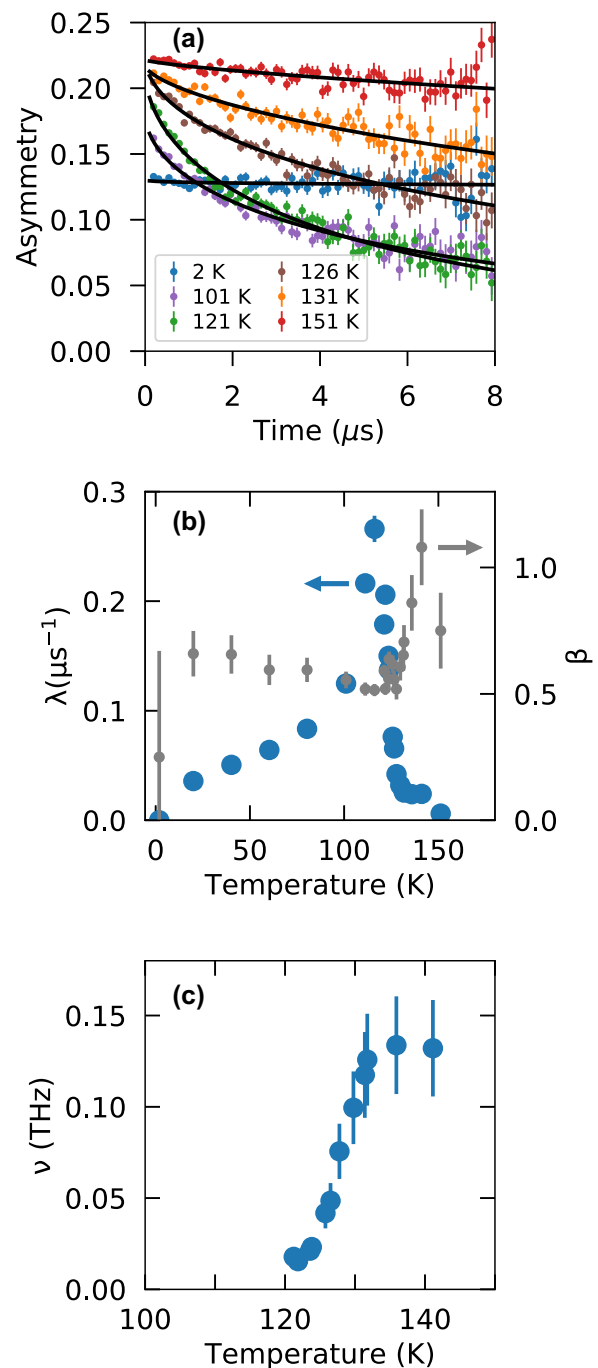 (a)
Asymmetry
0.25
0.20
0.15
0.10
0.05
0.00
2 K
101 K
121 K
126 K
131 K
151 K
0 2 4 6 8
Time (μs)
(b)
λ(μs⁻¹)
0.3
0.2
0.1
0.0
1.0
0.5
0.0
β
0 50 100 150
Temperature (K)
(c)
ν (THz)
0.15
0.10
0.05
0.00
100 120 140
Temperature (K)